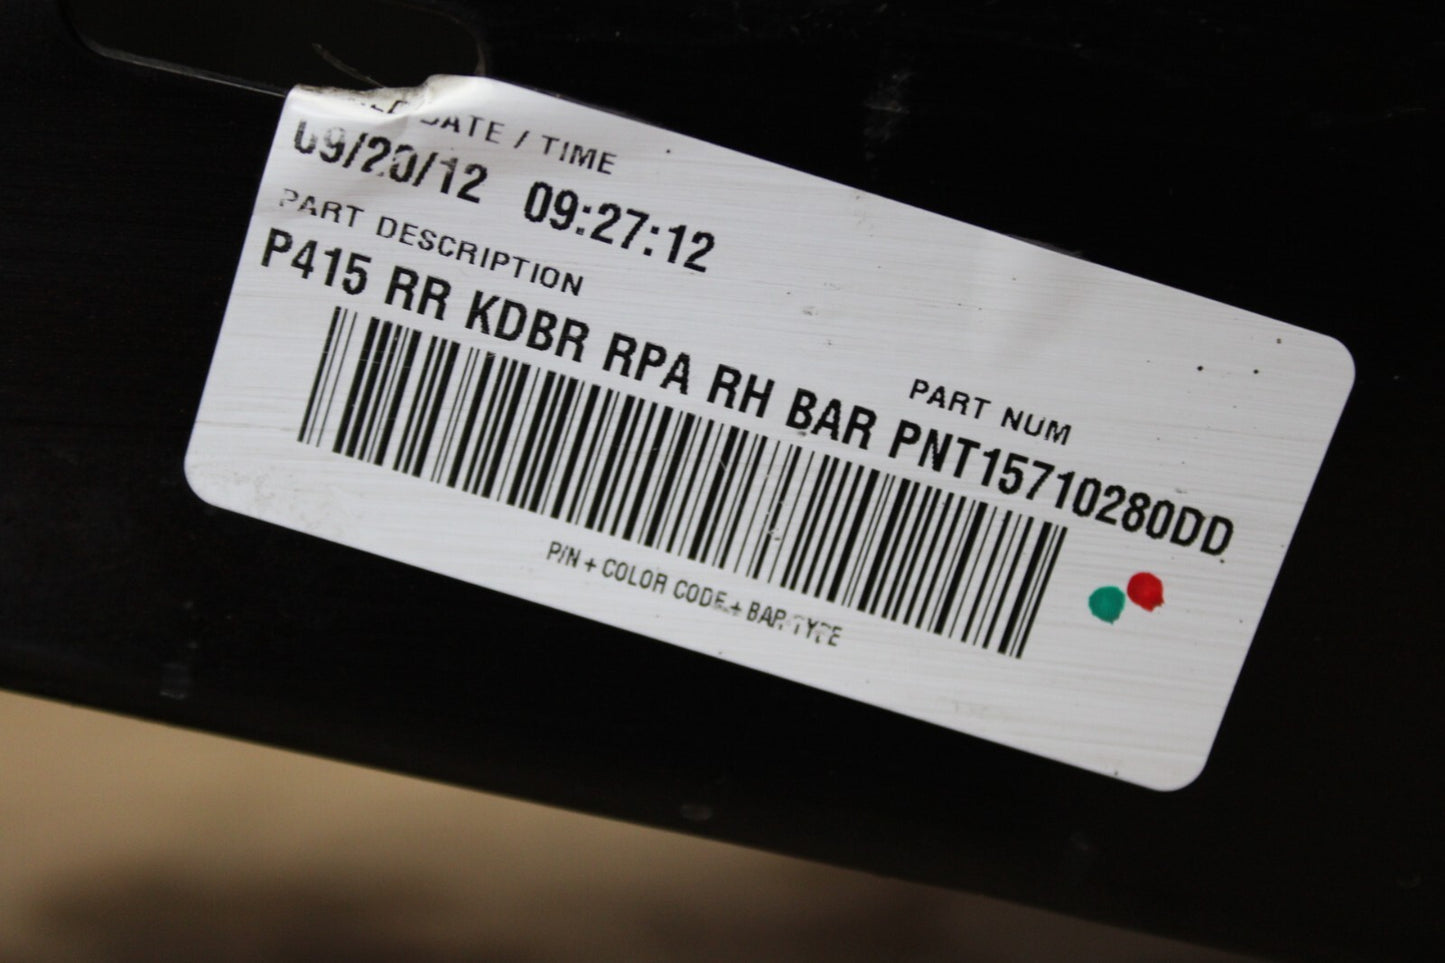 DATE / TIME
09/20/12 09:27:12
PART DESCRIPTION
PART NUM
P415 RR KDBR RPA RH BAR PNT15710280DD
P/N + COLOR CODE + BAR TYPE